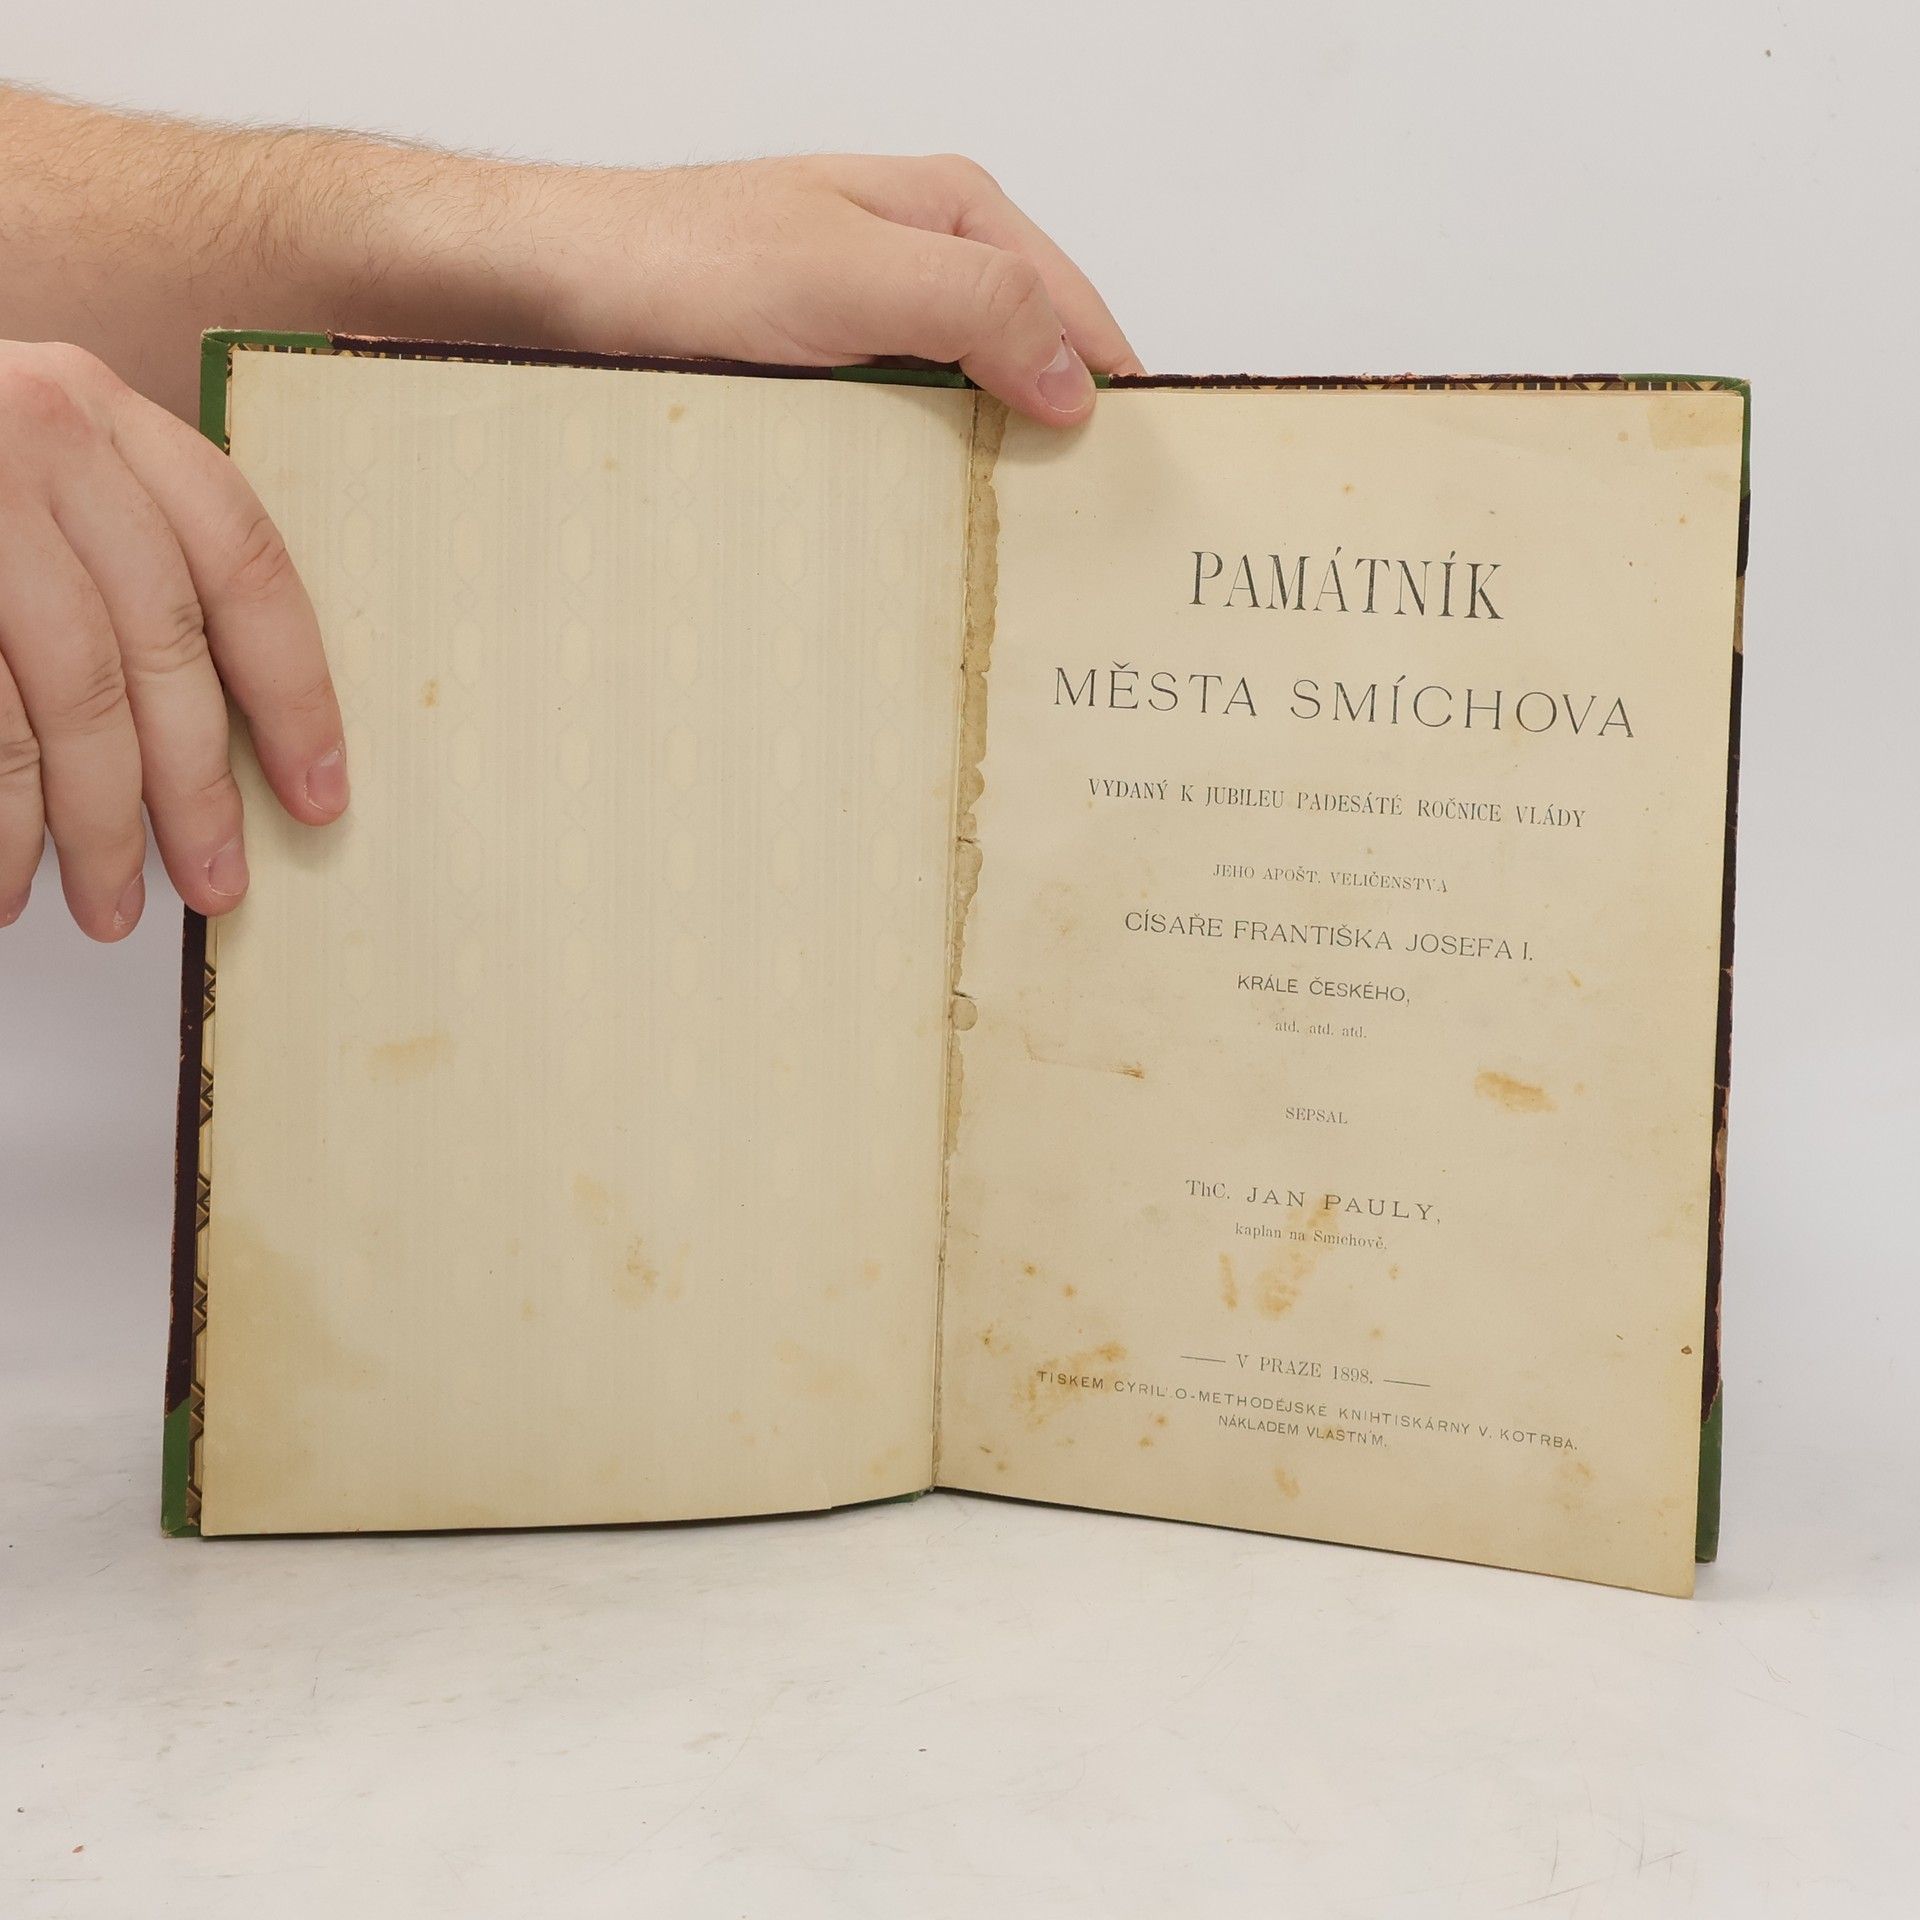 PAMÁTNÍK
MĚSTA SMÍCHOVA
VYDANÝ K JUBILEU PADESÁTÉ ROČNICE VLÁDY
JEHO APOŠT. VELIČENSTVA
CÍSAŘE FRANTIŠKA JOSEFA I.
KRÁLE ČESKÉHO,
atd. atd. atd.
SEPSAL
ThC. JAN PAULY,
kaplan na Smíchově.
V PRAZE 1898.
TISKEM CYRILLO-METHODĚJSKÉ KNIHTISKÁRNY V. KOTRBA.
NÁKLADEM VLASTNÍM.